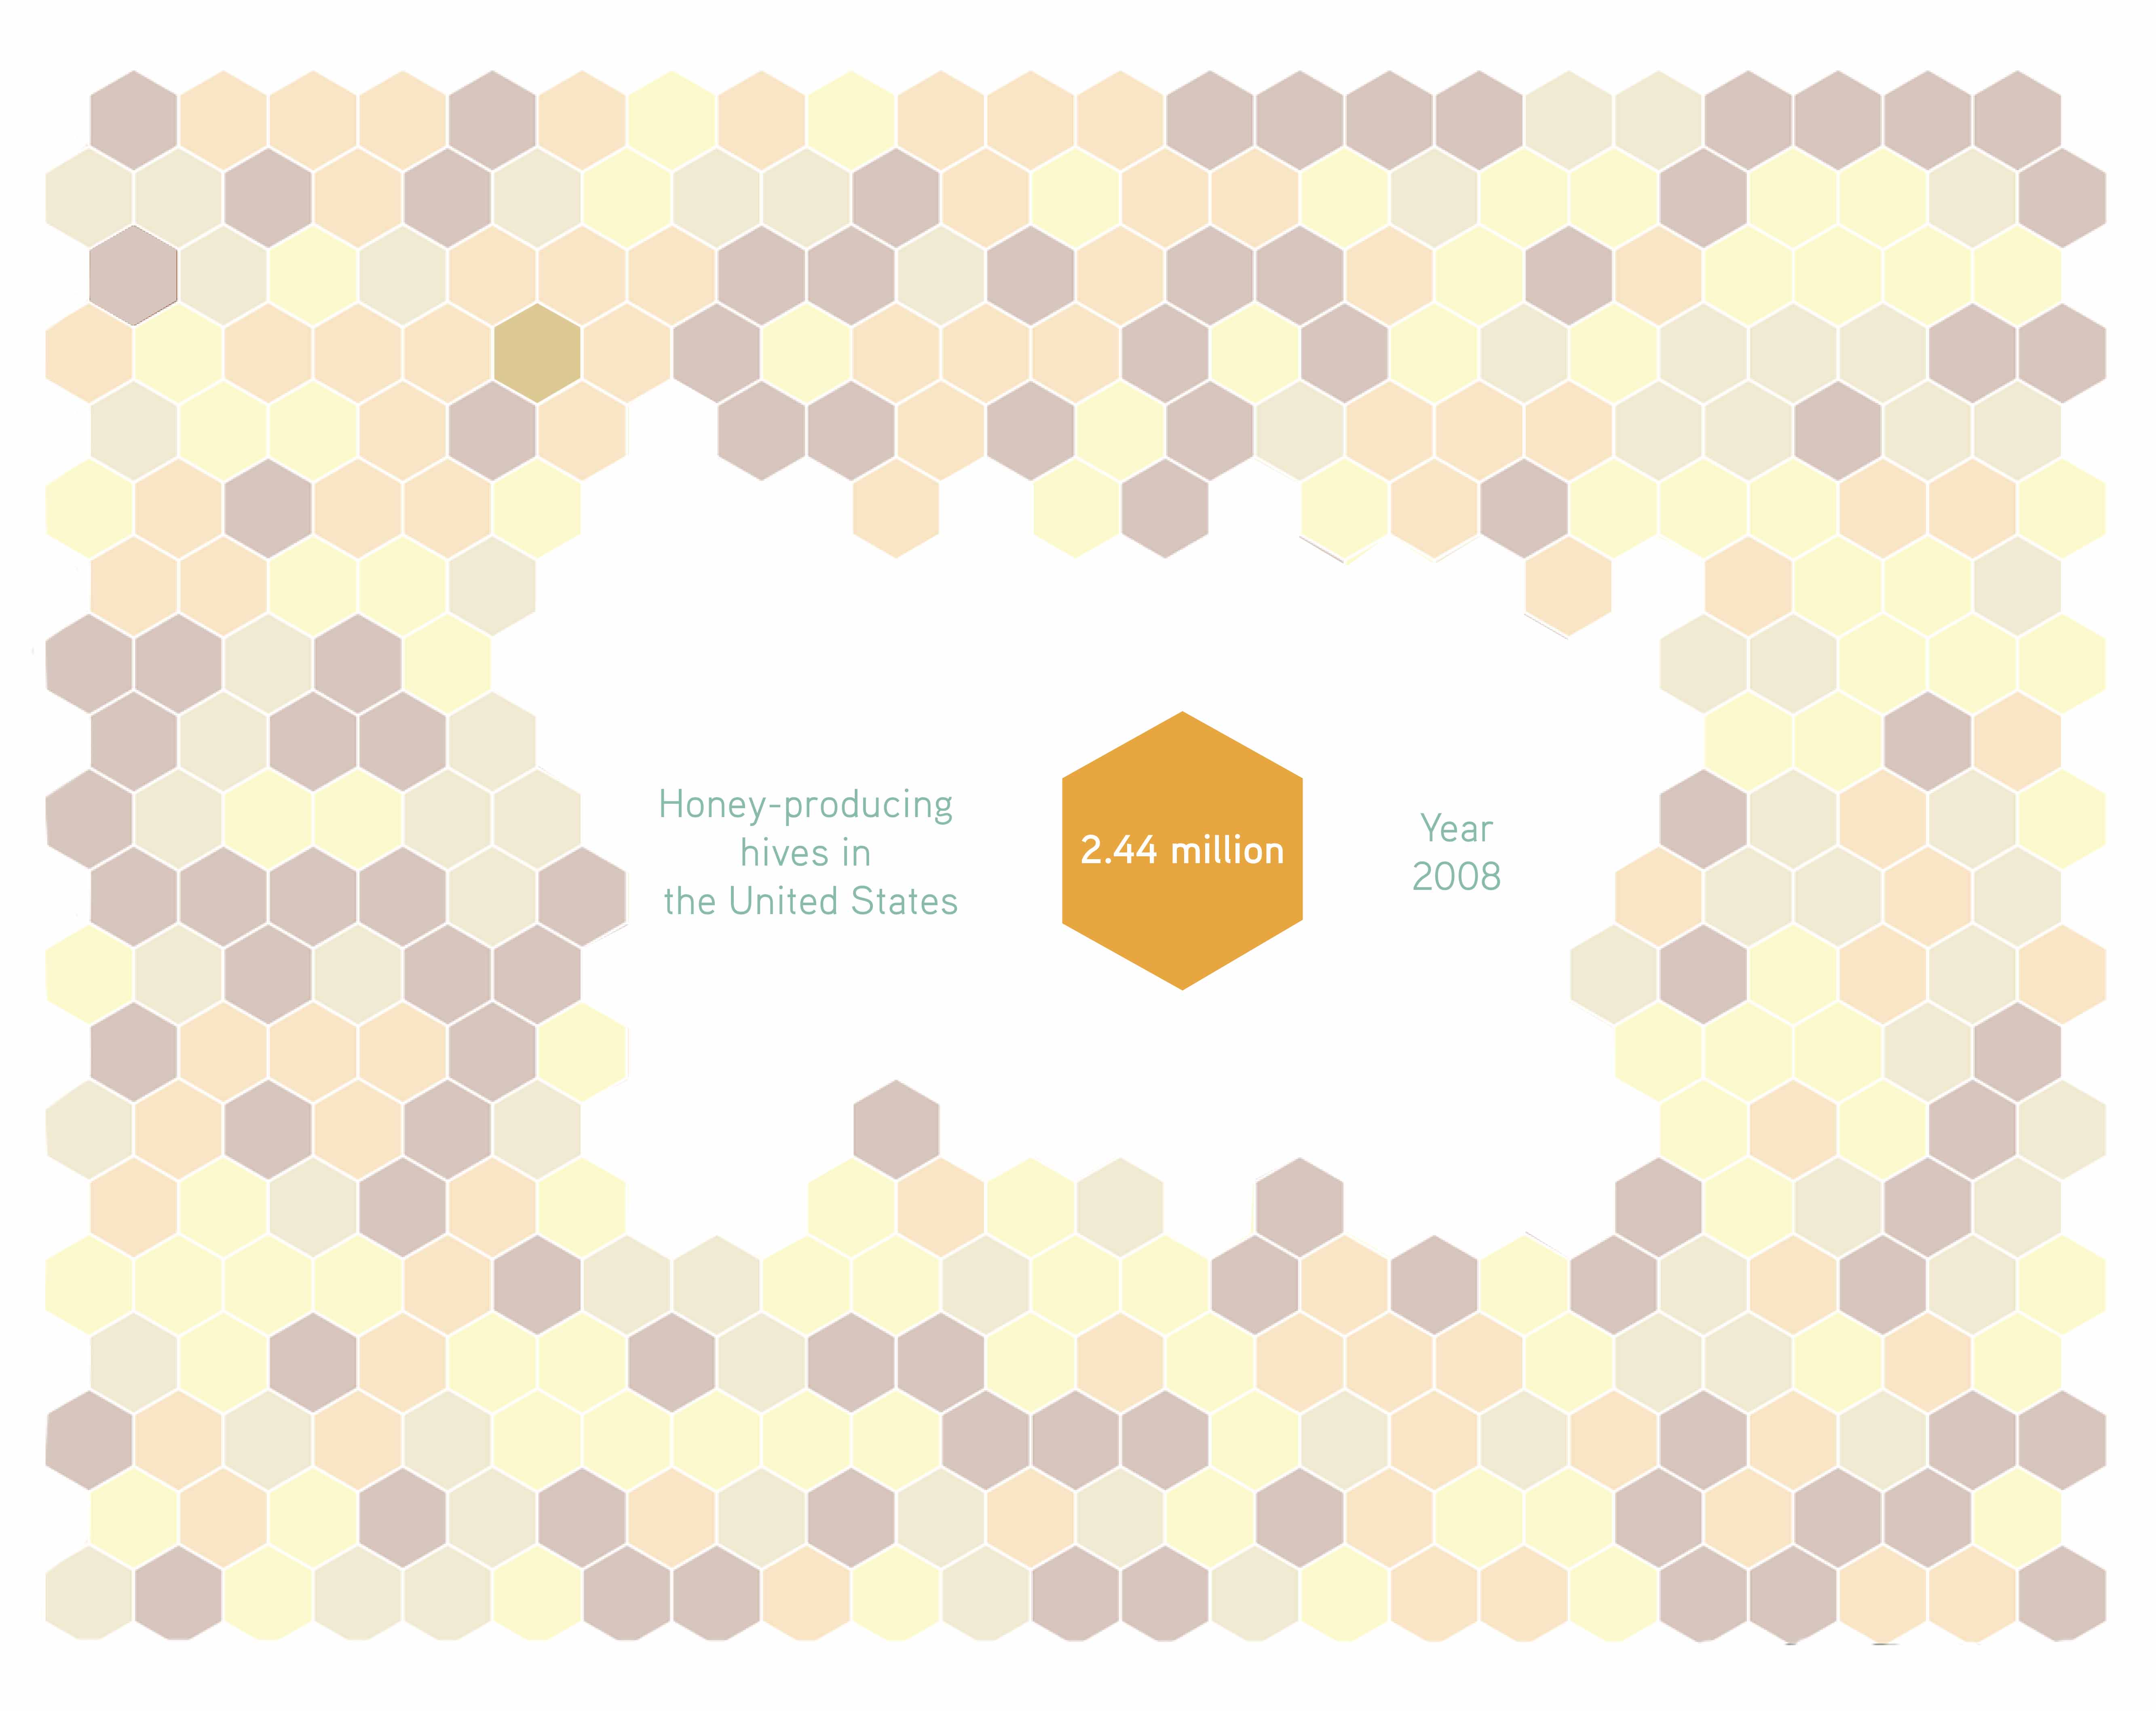 Honey-producing
hives in
the United States
2.44 million
Year
2008